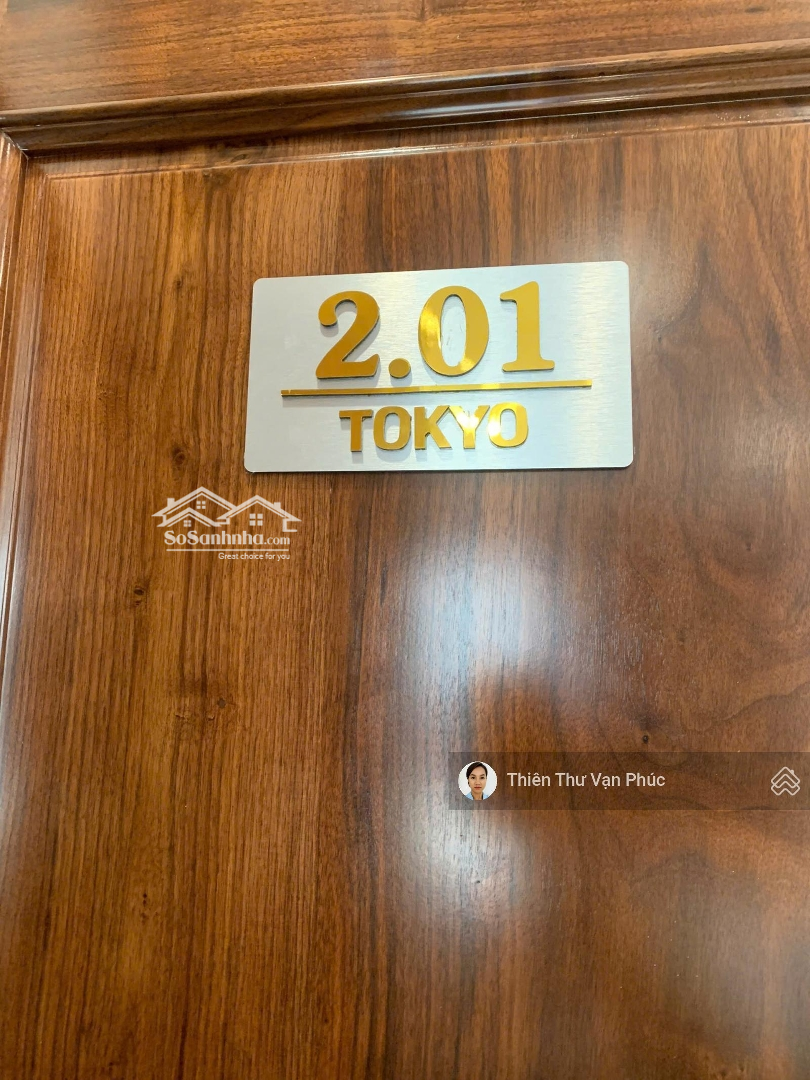 2.01
TOKYO
SoSanhnha.com
Great choice for you
Thiên Thư Vạn Phúc